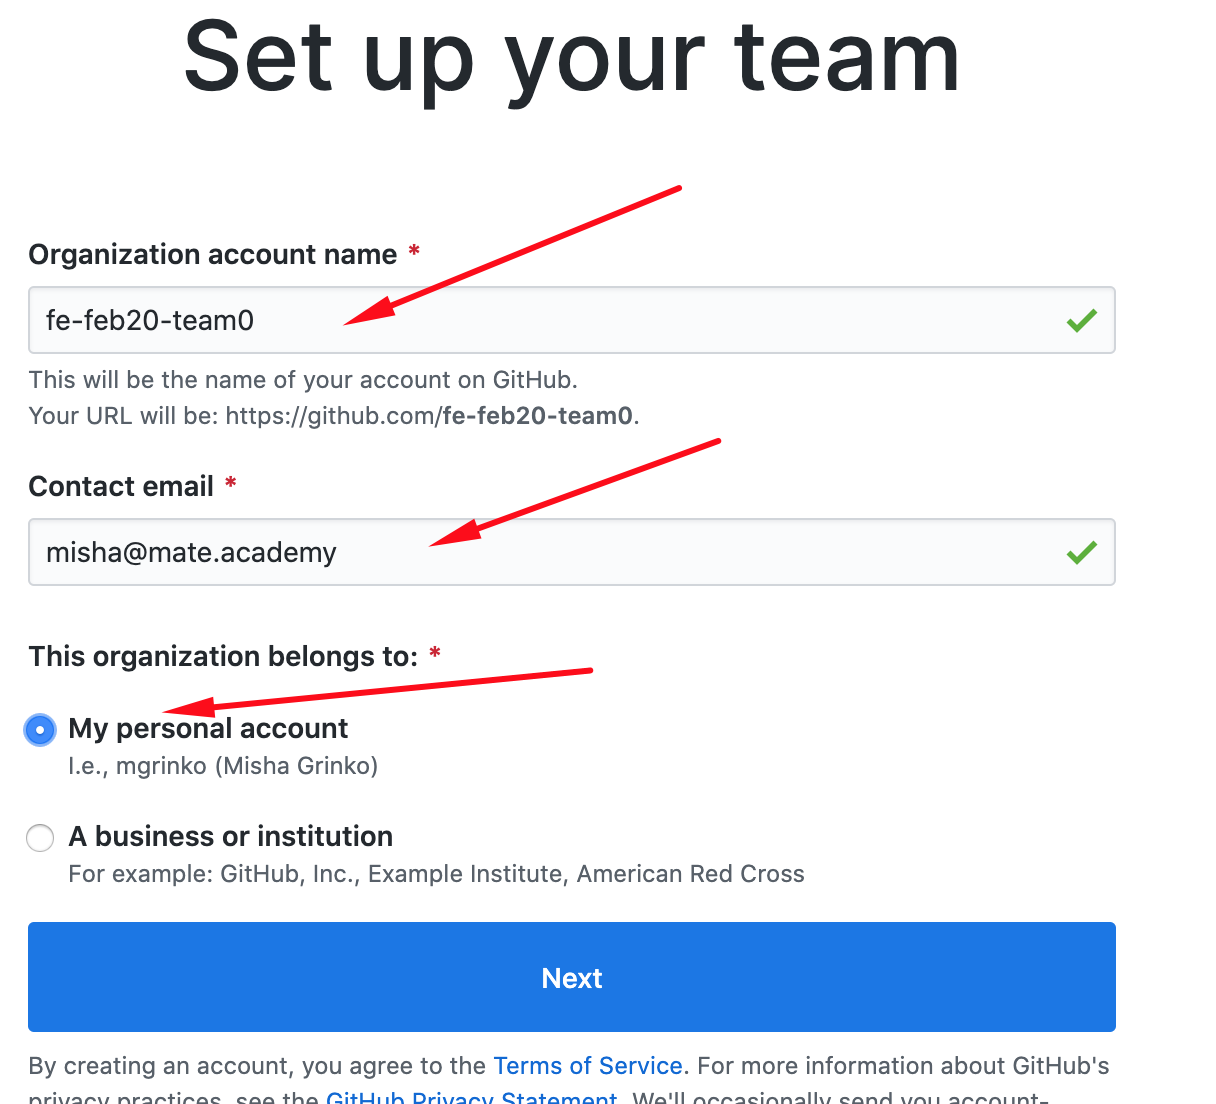 Set up your team
Organization account name *
fe-feb20-team0
This will be the name of your account on GitHub.
Your URL will be: https://github.com/fe-feb20-team0.
Contact email *
misha@mate.academy
This organization belongs to: *
My personal account
I.e., mgrinko (Misha Grinko)
A business or institution
For example: GitHub, Inc., Example Institute, American Red Cross
Next
By creating an account, you agree to the Terms of Service. For more information about GitHub's
privacy practices, see the GitHub Privacy Statement. We'll occasionally send you account-